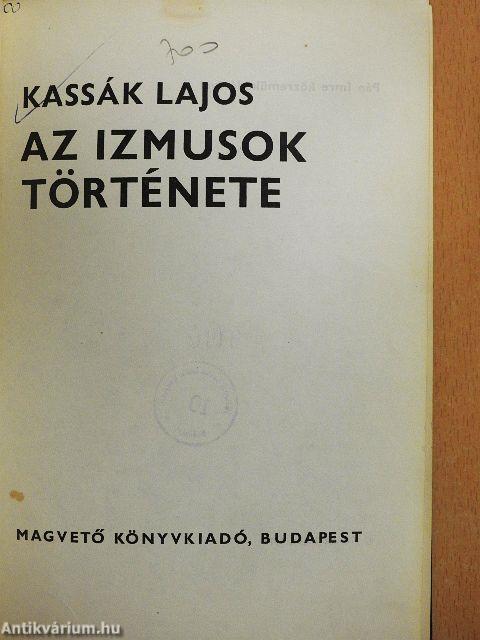 KASSÁK LAJOS
AZ IZMUSOK
TÖRTÉNETE
MAGVETŐ KÖNYVKIADÓ, BUDAPEST
Antikvárium.hu